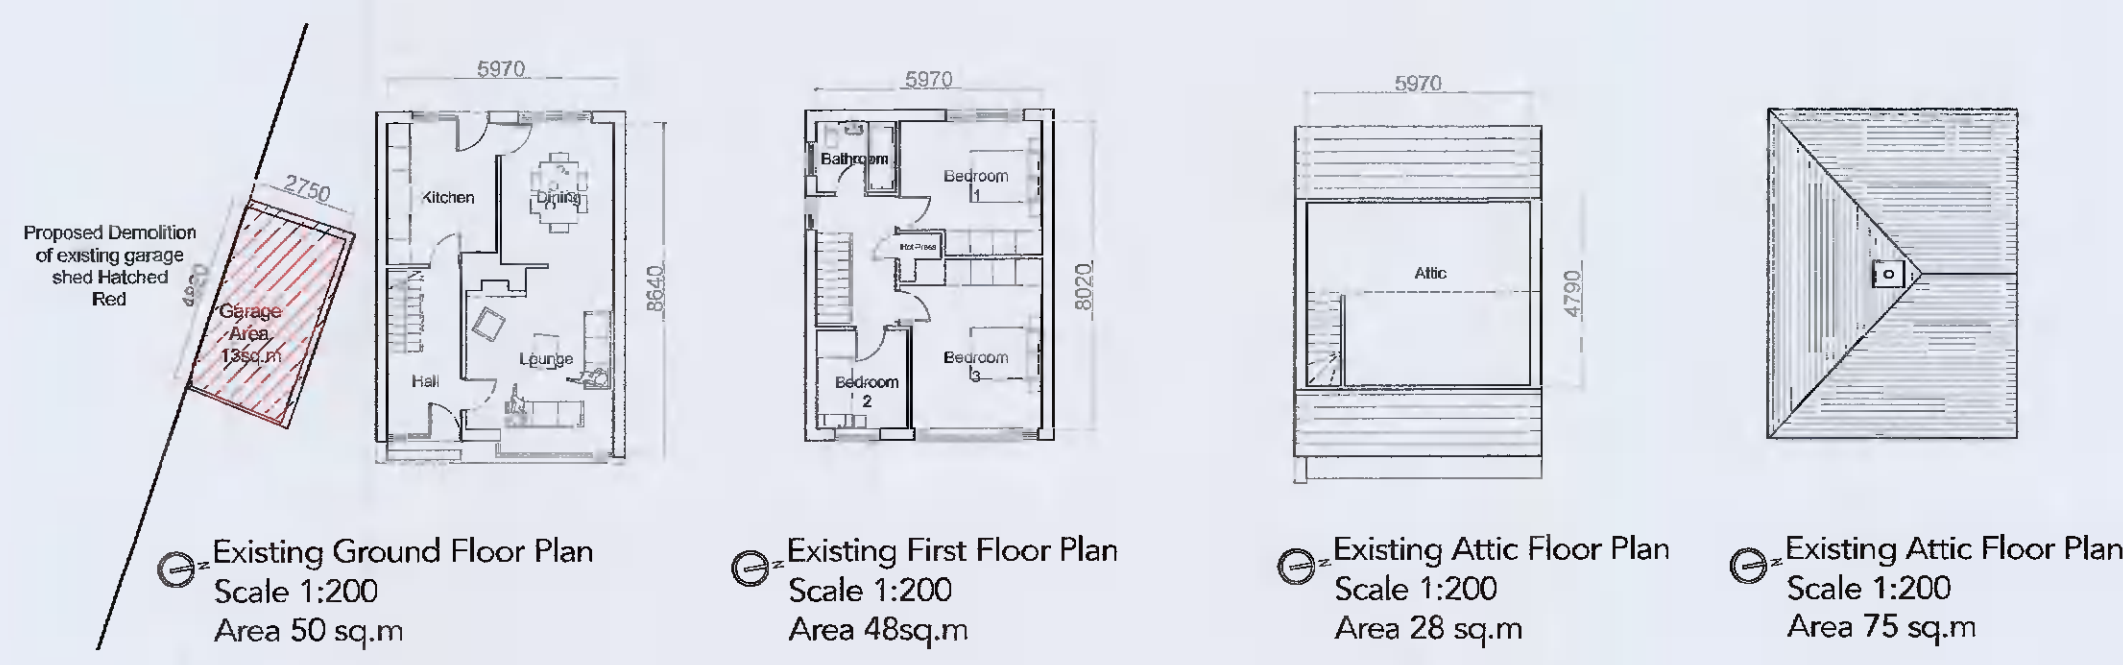 5970
2750
Proposed Demolition
of existing garage
shed Hatched
Red
4820
Garage
Area
13sq.m
Kitchen
Dining
8640
Lounge
Hall
Existing Ground Floor Plan
Scale 1:200
Area 50 sq.m
5970
Bathroom
Bedroom
1
Hot Press
8020
Bedroom
3
Bedroom
2
Existing First Floor Plan
Scale 1:200
Area 48sq.m
5970
Attic
4790
Existing Attic Floor Plan
Scale 1:200
Area 28 sq.m
Existing Attic Floor Plan
Scale 1:200
Area 75 sq.m
N
N
N
N